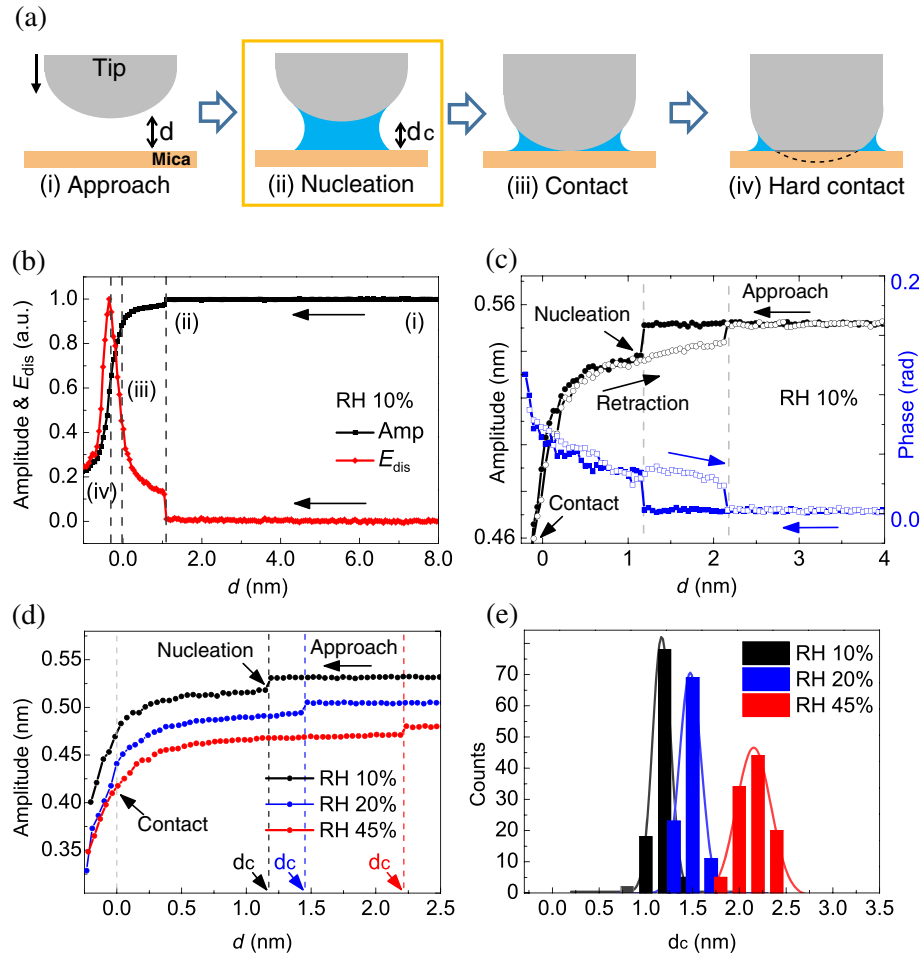 (a)
Tip
d
dc
Mica
(i) Approach
(ii) Nucleation
(iii) Contact
(iv) Hard contact
(b)
1.0
0.8
0.6
0.4
0.2
0.0
Amplitude & Edis (a.u.)
(i)
(ii)
(iii)
(iv)
RH 10%
Amp
Edis
0.0
2.0
4.0
6.0
8.0
d (nm)
(c)
0.56
0.46
Amplitude (nm)
0.2
0.0
Phase (rad)
Approach
Nucleation
Retraction
RH 10%
Contact
0
1
2
3
4
d (nm)
(d)
0.55
0.50
0.45
0.40
0.35
Amplitude (nm)
Nucleation
Approach
Contact
RH 10%
RH 20%
RH 45%
dc
dc
dc
0.0
0.5
1.0
1.5
2.0
2.5
d (nm)
(e)
70
60
50
40
30
20
10
0
Counts
RH 10%
RH 20%
RH 45%
0.0
0.5
1.0
1.5
2.0
2.5
3.0
3.5
dc (nm)